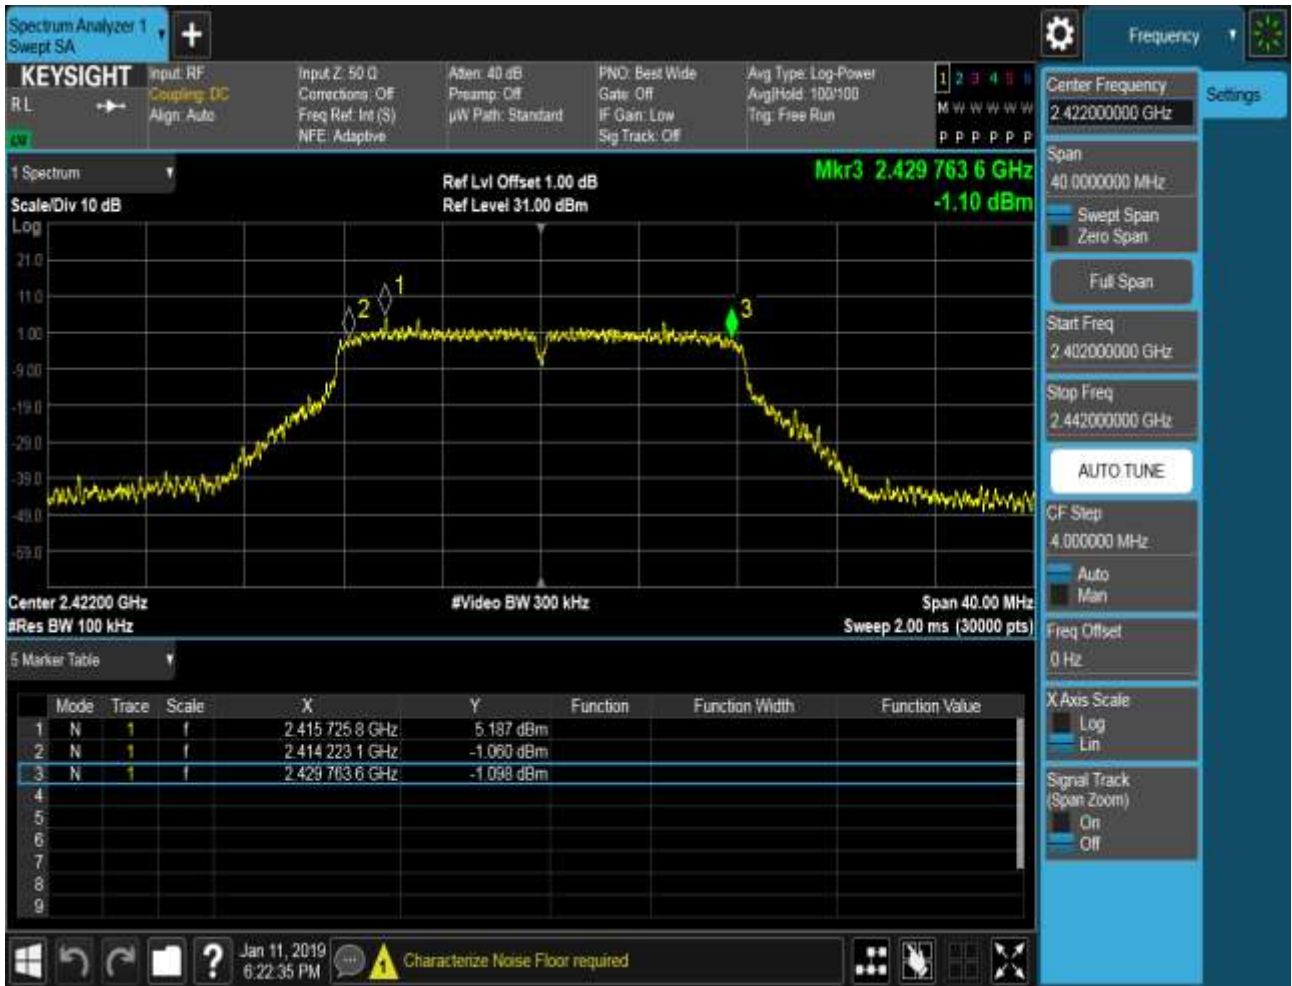 Spectrum Analyzer 1
Swept SA
+
Frequency
KEYSIGHT
RL
LXI
Input: RF
Coupling: DC
Align: Auto
Input Z: 50 Ω
Corrections: Off
Freq Ref: Int (S)
NFE: Adaptive
Atten: 40 dB
Preamp: Off
µW Path: Standard
PNO: Best Wide
Gate: Off
IF Gain: Low
Sig Track: Off
Avg Type: Log-Power
Avg|Hold: 100/100
Trig: Free Run
1 2 3 4 5 6
M W W W W W
P P P P P P
1 Spectrum
Scale/Div 10 dB
Ref Lvl Offset 1.00 dB
Ref Level 31.00 dBm
Mkr3 2.429 763 6 GHz
-1.10 dBm
Log
21.0
11.0
1.00
-9.00
-19.0
-29.0
-39.0
-49.0
-59.0
2
1
3
Center 2.42200 GHz
#Video BW 300 kHz
Span 40.00 MHz
#Res BW 100 kHz
Sweep 2.00 ms (30000 pts)
5 Marker Table
Mode Trace Scale X Y Function Function Width Function Value
1 N 1 f 2.415 725 8 GHz 5.187 dBm
2 N 1 f 2.414 223 1 GHz -1.060 dBm
3 N 1 f 2.429 763 6 GHz -1.098 dBm
4
5
6
7
8
9
?
Jan 11, 2019
6:22:35 PM
1
Characterize Noise Floor required
Center Frequency
2.422000000 GHz
Settings
Span
40.0000000 MHz
Swept Span
Zero Span
Full Span
Start Freq
2.402000000 GHz
Stop Freq
2.442000000 GHz
AUTO TUNE
CF Step
4.000000 MHz
Auto
Man
Freq Offset
0 Hz
X Axis Scale
Log
Lin
Signal Track
(Span Zoom)
On
Off